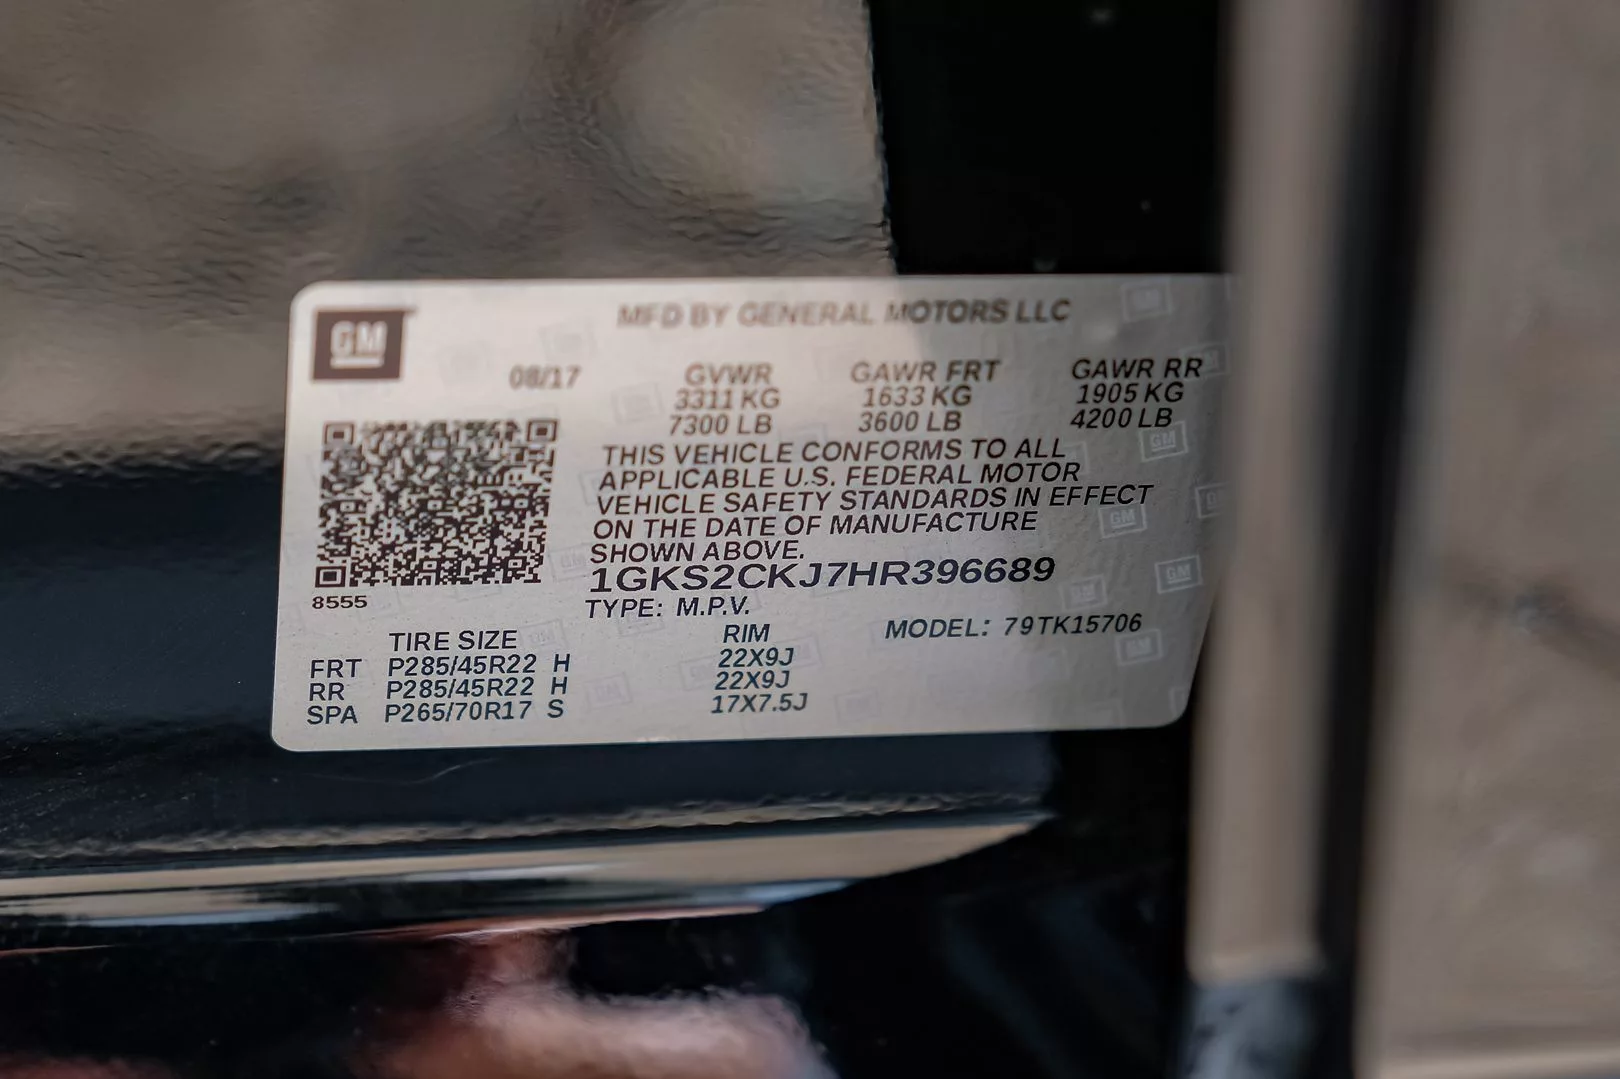 GM
MFD BY GENERAL MOTORS LLC
08/17
GVWR GAWR FRT GAWR RR
3311 KG 1633 KG 1905 KG
7300 LB 3600 LB 4200 LB
THIS VEHICLE CONFORMS TO ALL
APPLICABLE U.S. FEDERAL MOTOR
VEHICLE SAFETY STANDARDS IN EFFECT
ON THE DATE OF MANUFACTURE
SHOWN ABOVE.
1GKS2CKJ7HR396689
8555
TYPE: M.P.V.
MODEL: 79TK15706
TIRE SIZE RIM
FRT P285/45R22 H 22X9J
RR P285/45R22 H 22X9J
SPA P265/70R17 S 17X7.5J